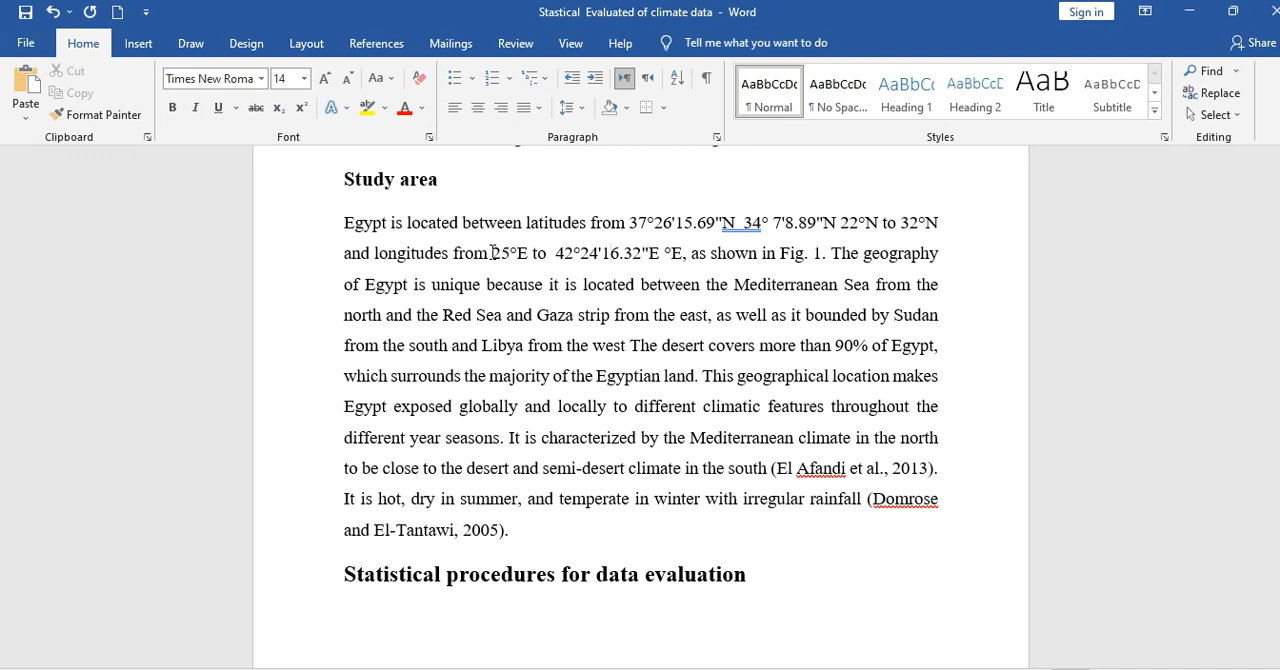 Stastical Evaluated of climate data - Word
Sign in
File Home Insert Draw Design Layout References Mailings Review View Help Tell me what you want to do Share
Paste
Cut
Copy
Format Painter
Clipboard
Times New Roma 14 Aa
B I U abc X₂ X² A A
Font
Paragraph
AaBbCcDc AaBbCcDc AaBbCc AaBbCcD AaB AaBbCcD
¶ Normal ¶ No Spac... Heading 1 Heading 2 Title Subtitle
Styles
Find
Replace
Select
Editing
Study area
Egypt is located between latitudes from 37°26'15.69"N 34° 7'8.89"N 22°N to 32°N
and longitudes from 25°E to 42°24'16.32"E °E, as shown in Fig. 1. The geography
of Egypt is unique because it is located between the Mediterranean Sea from the
north and the Red Sea and Gaza strip from the east, as well as it bounded by Sudan
from the south and Libya from the west The desert covers more than 90% of Egypt,
which surrounds the majority of the Egyptian land. This geographical location makes
Egypt exposed globally and locally to different climatic features throughout the
different year seasons. It is characterized by the Mediterranean climate in the north
to be close to the desert and semi-desert climate in the south (El Afandi et al., 2013).
It is hot, dry in summer, and temperate in winter with irregular rainfall (Domrose
and El-Tantawi, 2005).
Statistical procedures for data evaluation